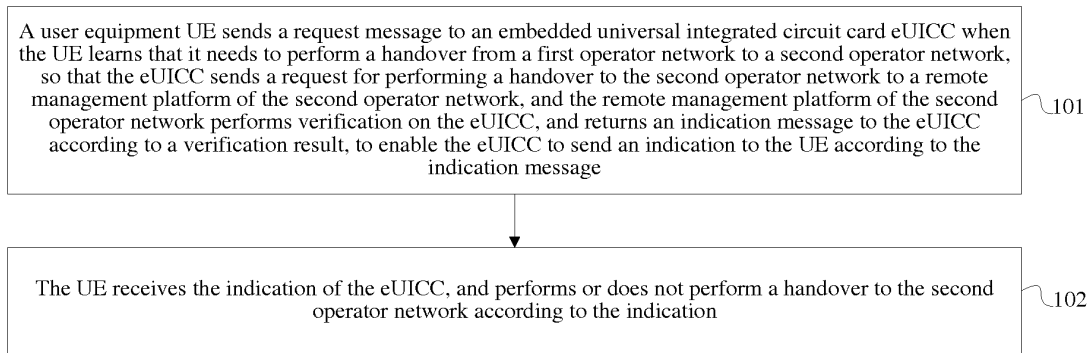 A user equipment UE sends a request message to an embedded universal integrated circuit card eUICC when
the UE learns that it needs to perform a handover from a first operator network to a second operator network,
so that the eUICC sends a request for performing a handover to the second operator network to a remote
management platform of the second operator network, and the remote management platform of the second
operator network performs verification on the eUICC, and returns an indication message to the eUICC
according to a verification result, to enable the eUICC to send an indication to the UE according to the
indication message
101
The UE receives the indication of the eUICC, and performs or does not perform a handover to the second
operator network according to the indication
102